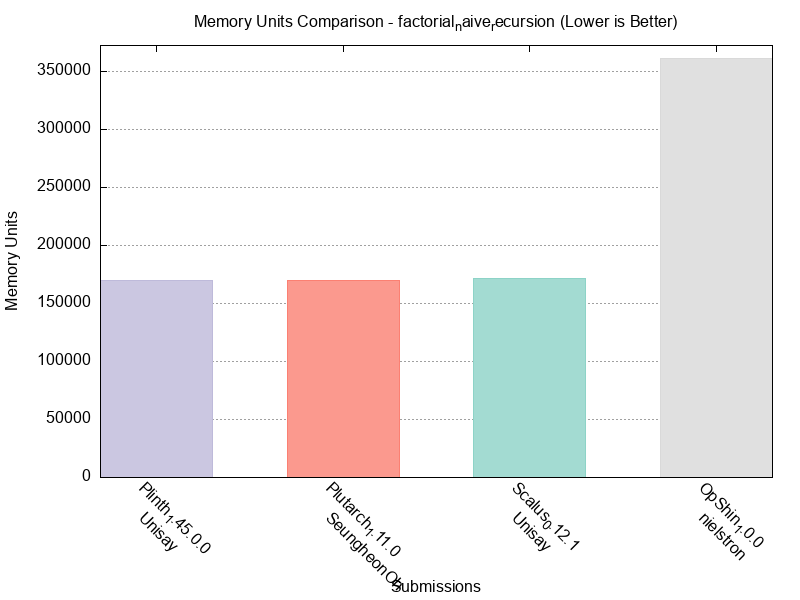 Memory Units Comparison - factorial_naive_recursion (Lower is Better)
350000
300000
250000
200000
150000
100000
50000
0
Memory Units
Plinth_1.45.0.0
Unisay
Plutarch_1.11.0
SeungheonOh
Scalus_0.12.1
Unisay
OpShin_1.0.0
nielstron
Submissions